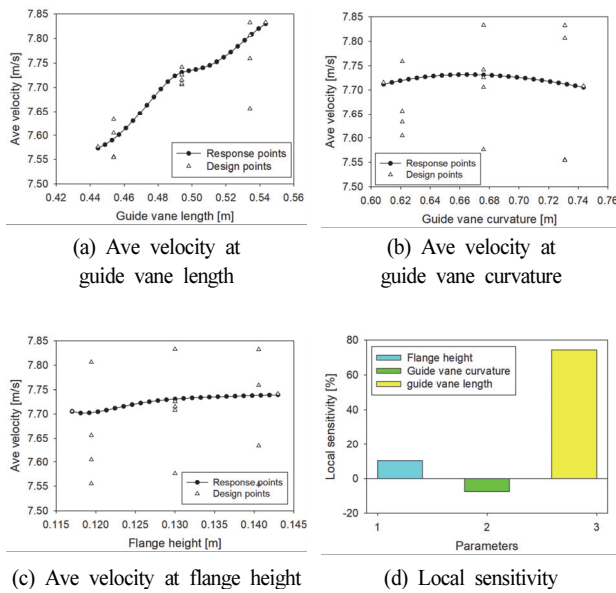 7.85
7.80
7.75
7.70
7.65
7.60
7.55
7.50
Ave velocity [m/s]
Response points
Design points
0.42 0.44 0.46 0.48 0.50 0.52 0.54 0.56
Guide vane length [m]
(a) Ave velocity at
guide vane length
7.85
7.80
7.75
7.70
7.65
7.60
7.55
7.50
Ave velocity [m/s]
Response points
Design points
0.60 0.62 0.64 0.66 0.68 0.70 0.72 0.74 0.76
Guide vane curvature [m]
(b) Ave velocity at
guide vane curvature
7.85
7.80
7.75
7.70
7.65
7.60
7.55
7.50
Ave velocity [m/s]
Response points
Design points
0.115 0.120 0.125 0.130 0.135 0.140 0.145
Flange height [m]
(c) Ave velocity at flange height
80
60
40
20
0
-20
Local sensitivity [%]
Flange height
Guide vane curvature
guide vane length
1 2 3
Parameters
(d) Local sensitivity